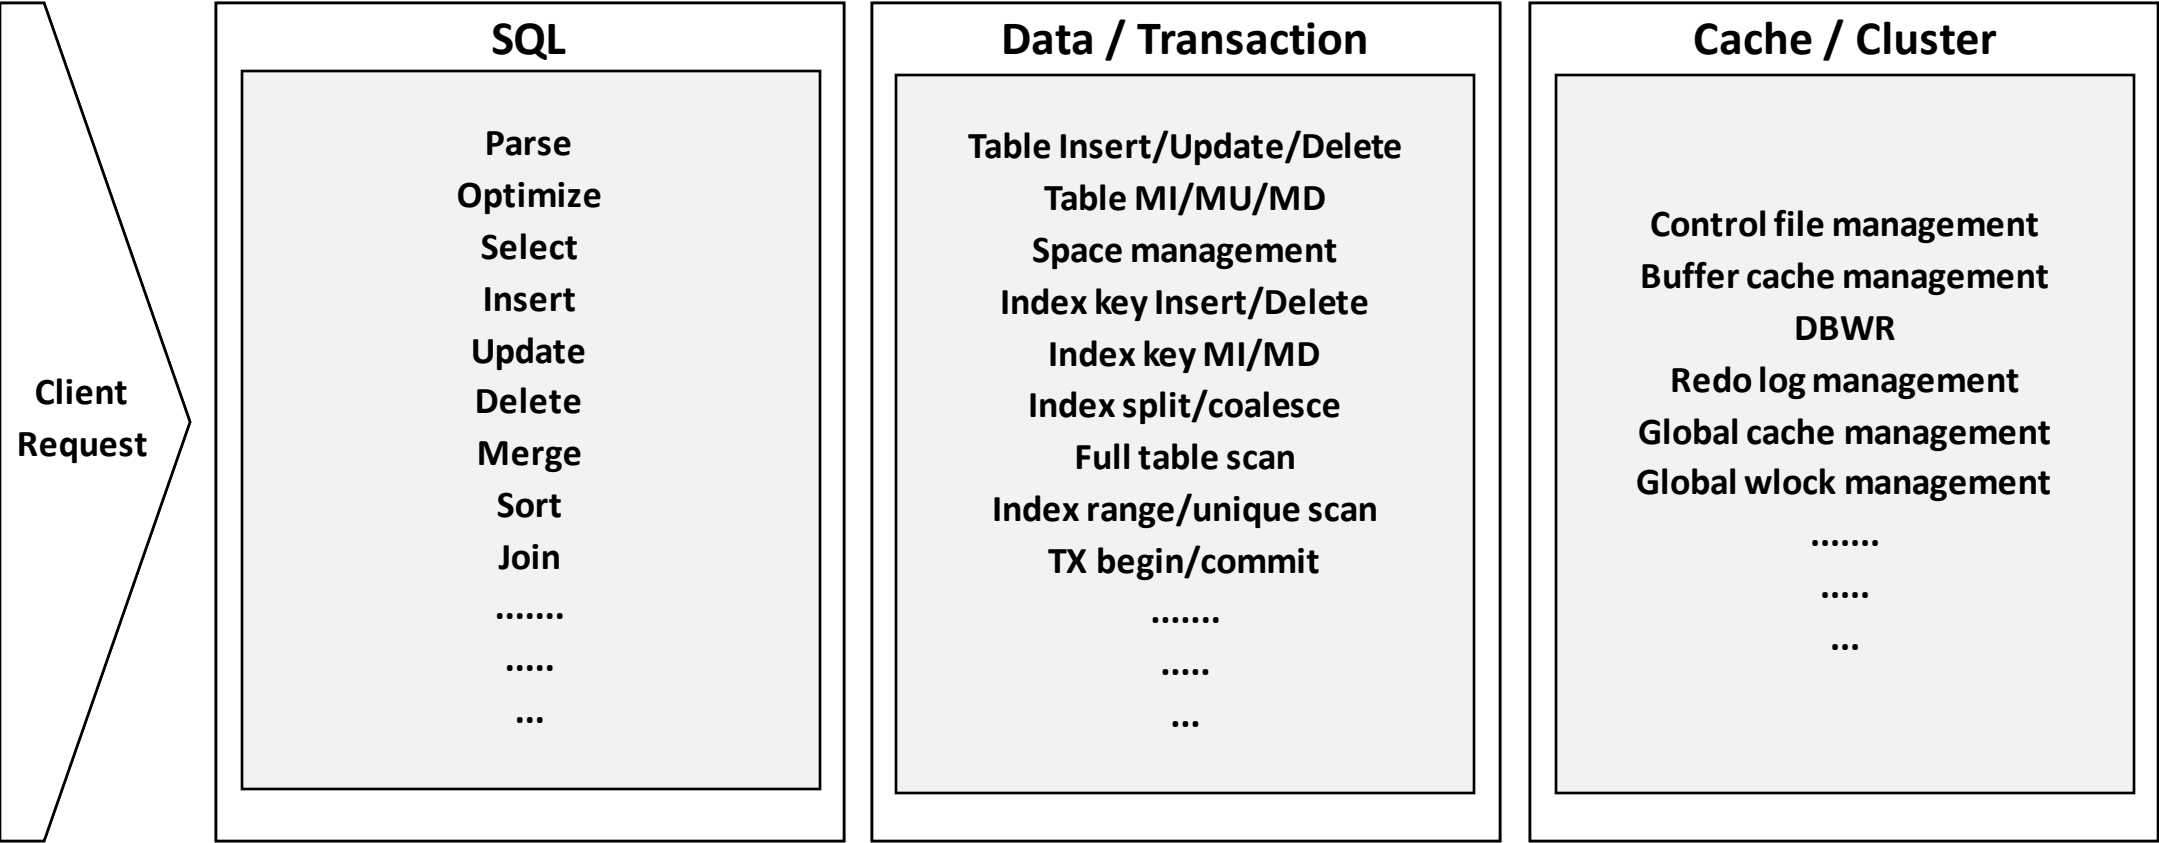 Client
Request
SQL
Parse
Optimize
Select
Insert
Update
Delete
Merge
Sort
Join
.......
.....
...
Data / Transaction
Table Insert/Update/Delete
Table MI/MU/MD
Space management
Index key Insert/Delete
Index key MI/MD
Index split/coalesce
Full table scan
Index range/unique scan
TX begin/commit
.......
.....
...
Cache / Cluster
Control file management
Buffer cache management
DBWR
Redo log management
Global cache management
Global wlock management
.......
.....
...